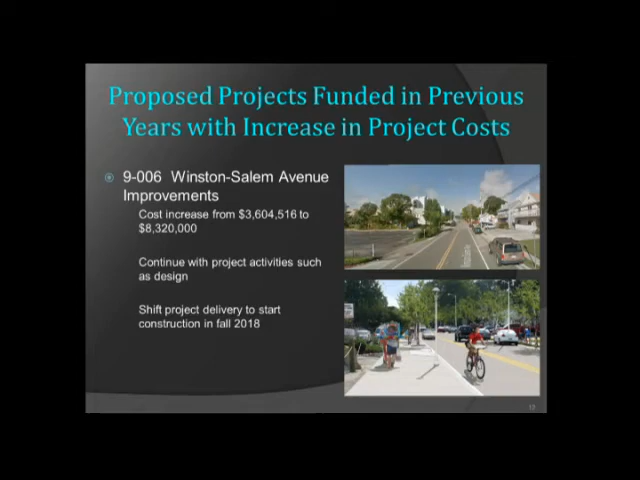 Proposed Projects Funded in Previous
Years with Increase in Project Costs
9-006 Winston-Salem Avenue
Improvements
Cost increase from $3,604,516 to
$8,320,000
Continue with project activities such
as design
Shift project delivery to start
construction in fall 2018